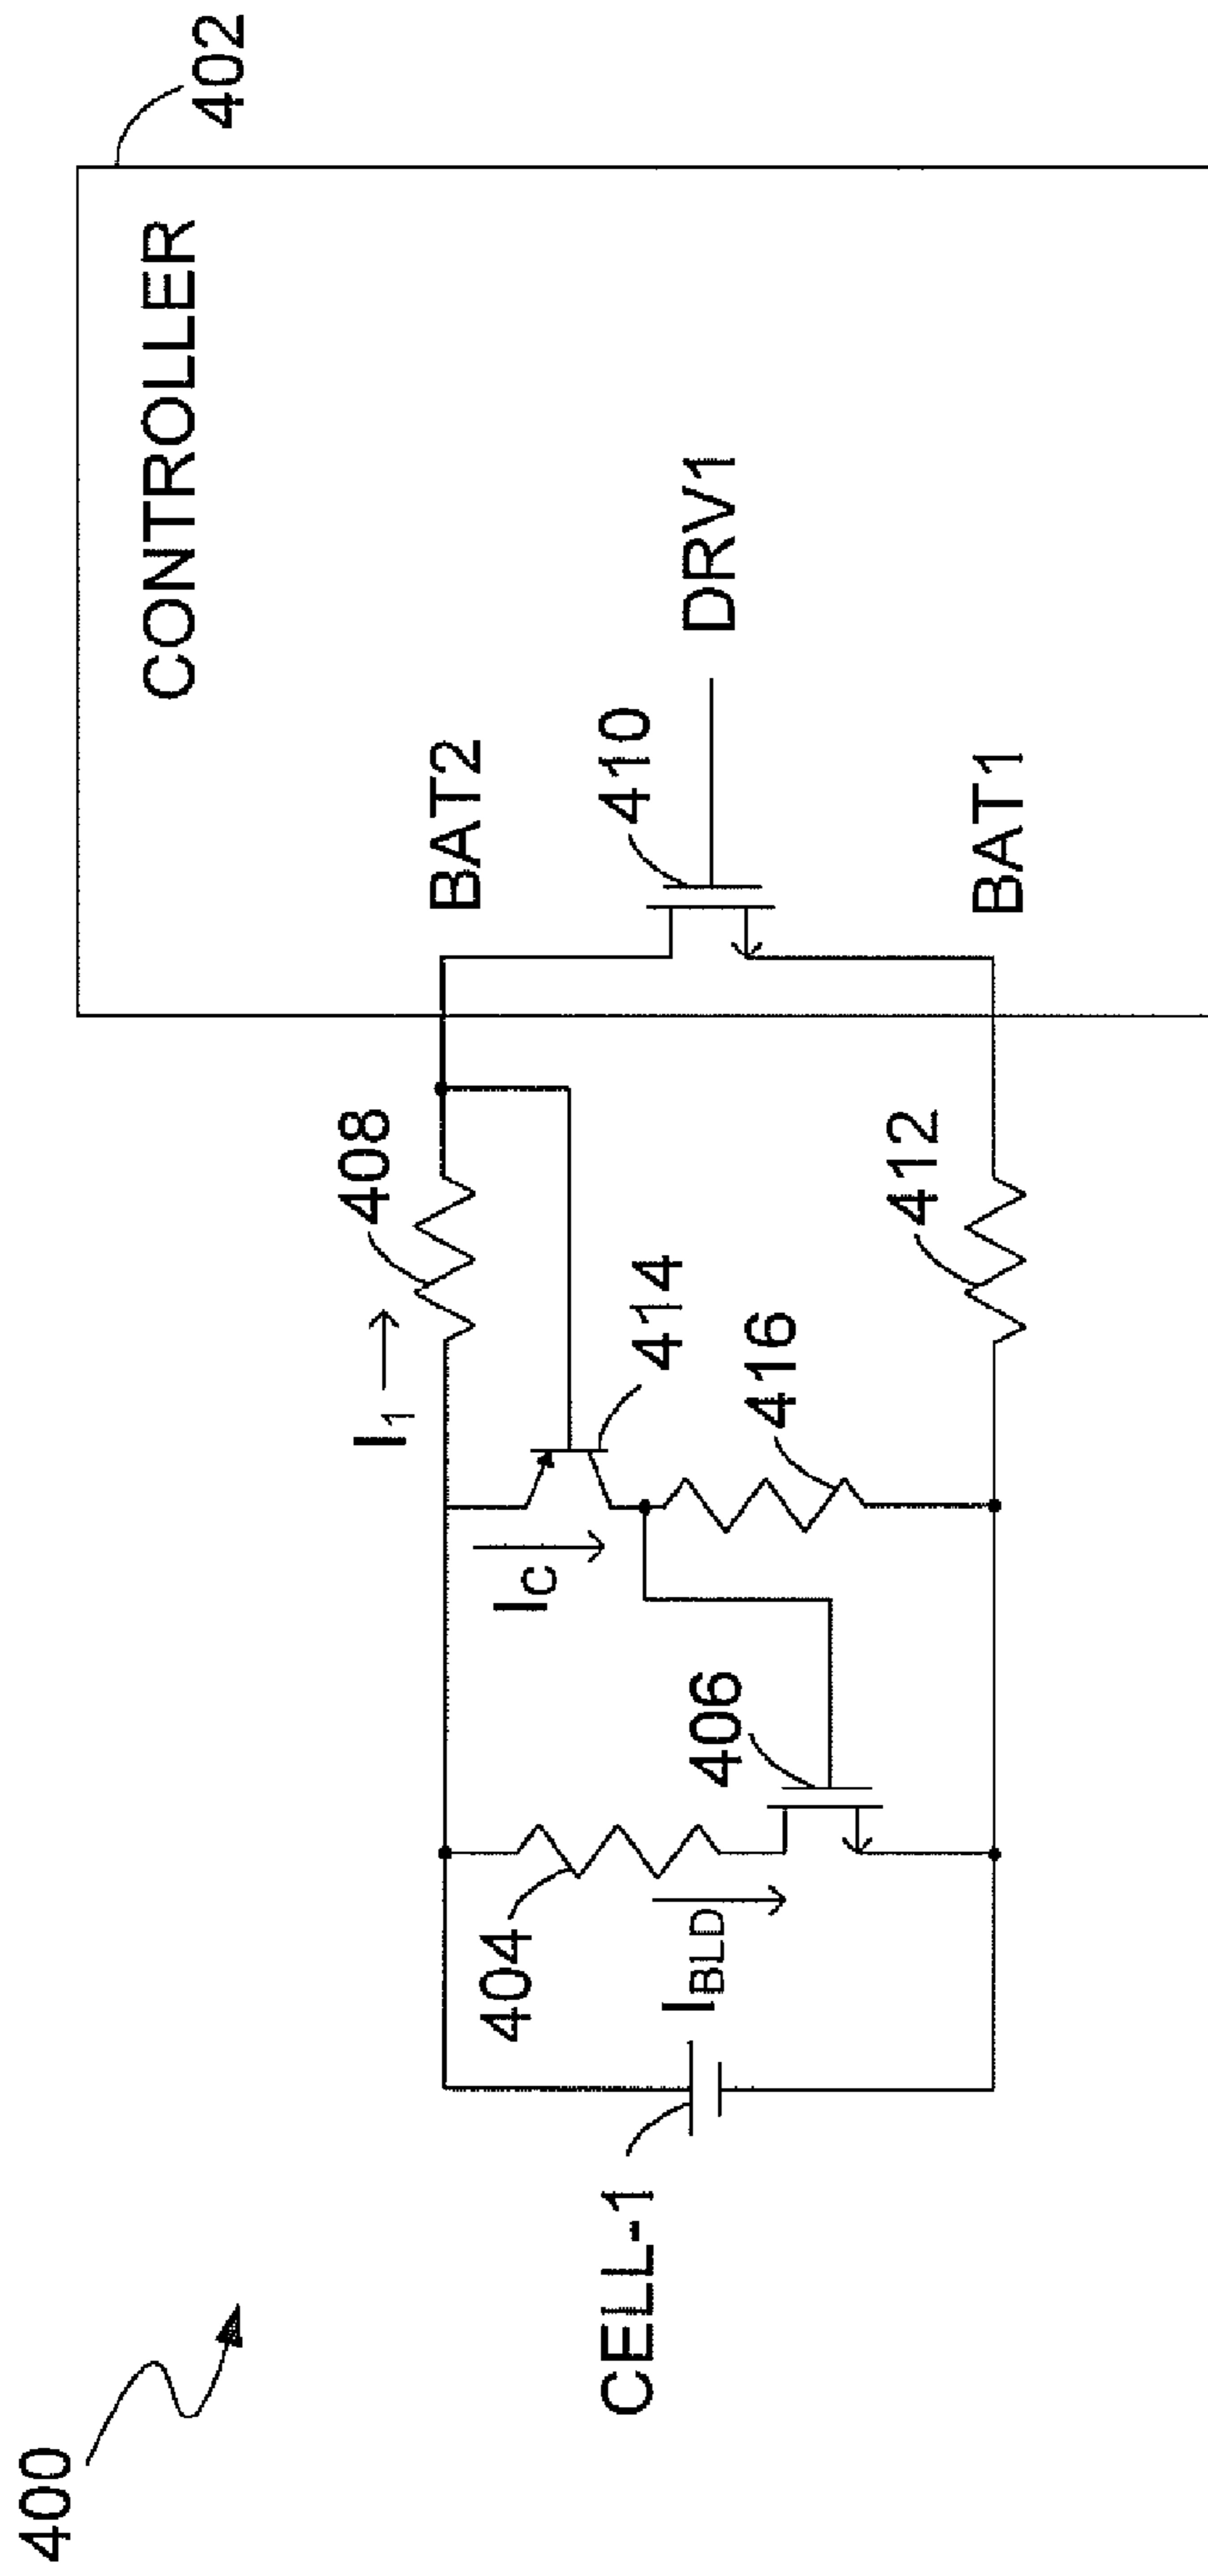 400
402
CONTROLLER
I1
408
BAT2
IC
414
410
DRV1
404
406
416
IBLD
CELL-1
412
BAT1